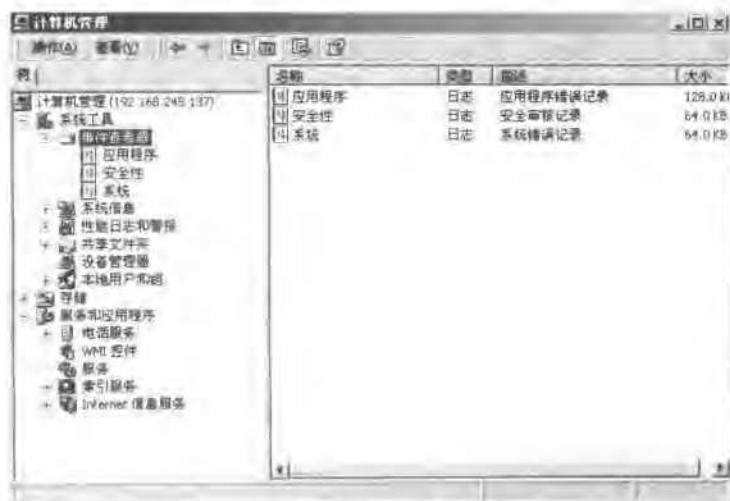 计算机管理
操作(A) 查看(V)
树
名称 类型 描述 大小
计算机管理 (192.168.245.137)
系统工具
事件查看器
应用程序
安全性
系统
系统信息
性能日志和警报
共享文件夹
设备管理器
本地用户和组
存储
服务和应用程序
电话服务
WMI 控件
服务
索引服务
Internet 信息服务
应用程序 日志 应用程序错误记录 128.0 K
安全性 日志 安全审核记录 64.0 KB
系统 日志 系统错误记录 64.0 KB